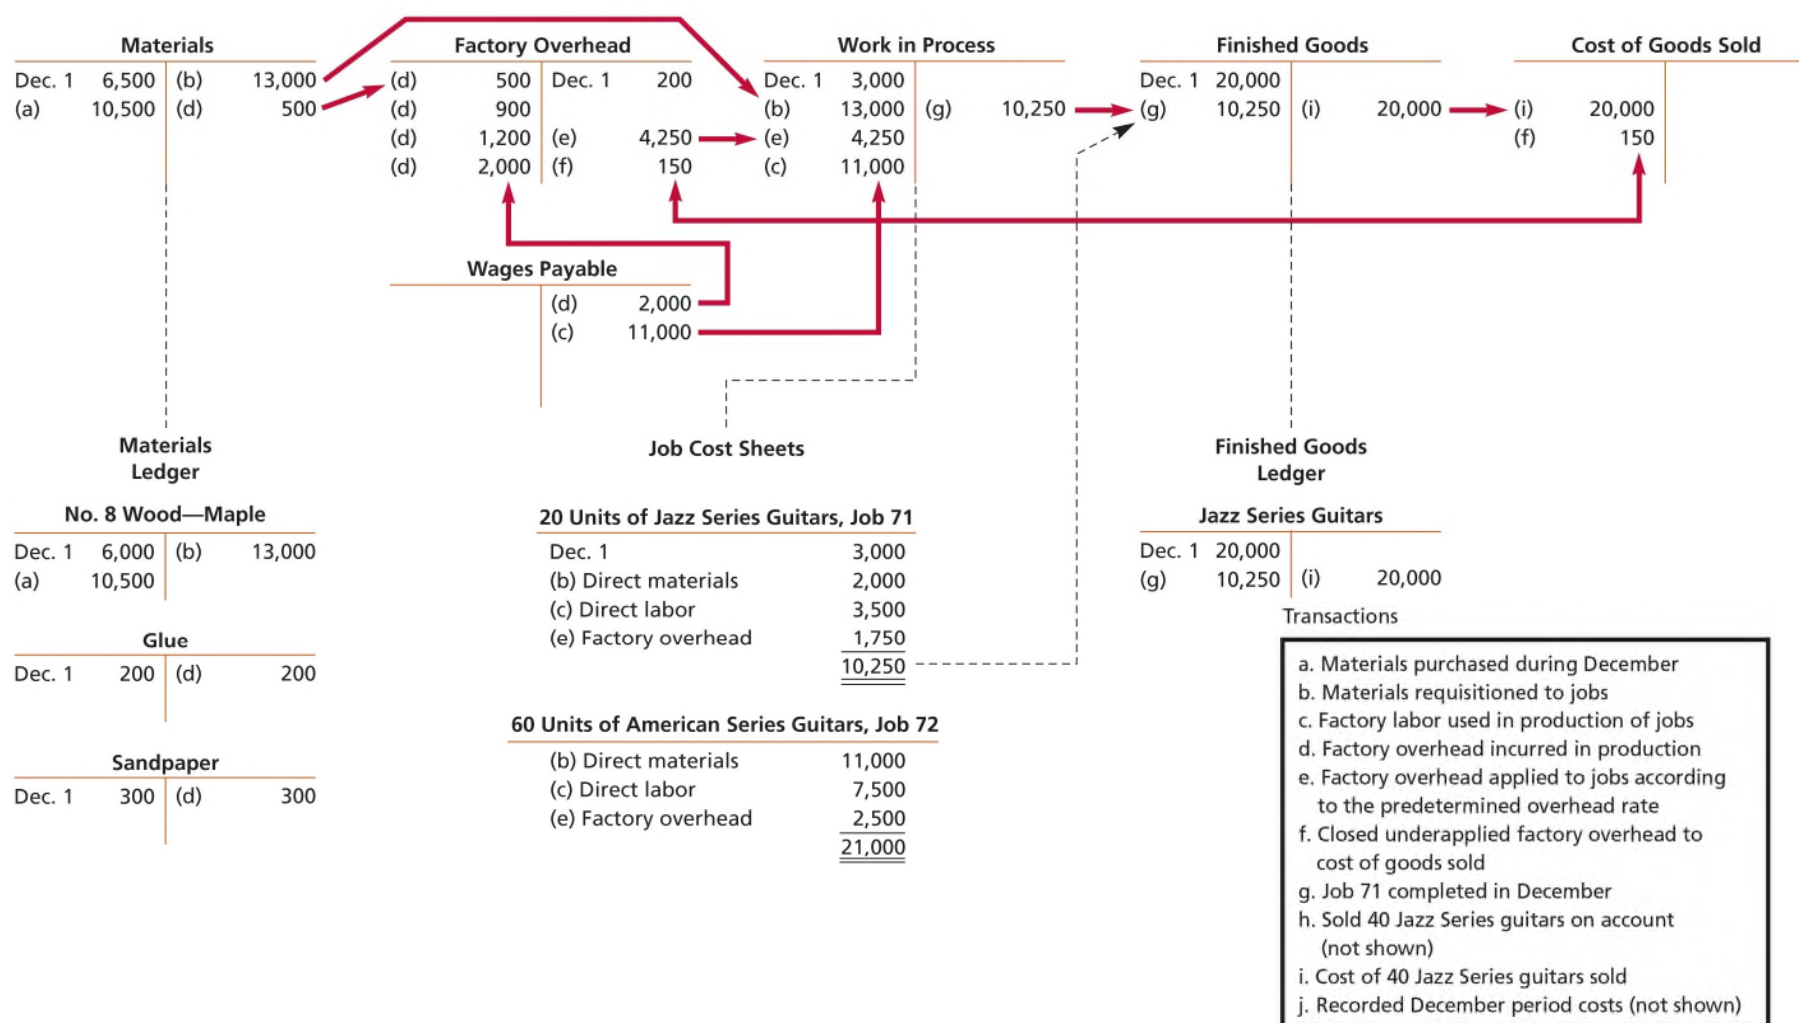 Materials
Dec. 1 6,500 (b) 13,000
(a) 10,500 (d) 500
Factory Overhead
(d) 500 Dec. 1 200
(d) 900
(d) 1,200 (e) 4,250
(d) 2,000 (f) 150
Work in Process
Dec. 1 3,000
(b) 13,000 (g) 10,250
(e) 4,250
(c) 11,000
Finished Goods
Dec. 1 20,000
(g) 10,250 (i) 20,000
Cost of Goods Sold
(i) 20,000
(f) 150
Wages Payable
(d) 2,000
(c) 11,000
Materials
Ledger
No. 8 Wood—Maple
Dec. 1 6,000 (b) 13,000
(a) 10,500
Glue
Dec. 1 200 (d) 200
Sandpaper
Dec. 1 300 (d) 300
Job Cost Sheets
20 Units of Jazz Series Guitars, Job 71
Dec. 1 3,000
(b) Direct materials 2,000
(c) Direct labor 3,500
(e) Factory overhead 1,750
10,250
60 Units of American Series Guitars, Job 72
(b) Direct materials 11,000
(c) Direct labor 7,500
(e) Factory overhead 2,500
21,000
Finished Goods
Ledger
Jazz Series Guitars
Dec. 1 20,000
(g) 10,250 (i) 20,000
Transactions
a. Materials purchased during December
b. Materials requisitioned to jobs
c. Factory labor used in production of jobs
d. Factory overhead incurred in production
e. Factory overhead applied to jobs according
to the predetermined overhead rate
f. Closed underapplied factory overhead to
cost of goods sold
g. Job 71 completed in December
h. Sold 40 Jazz Series guitars on account
(not shown)
i. Cost of 40 Jazz Series guitars sold
j. Recorded December period costs (not shown)